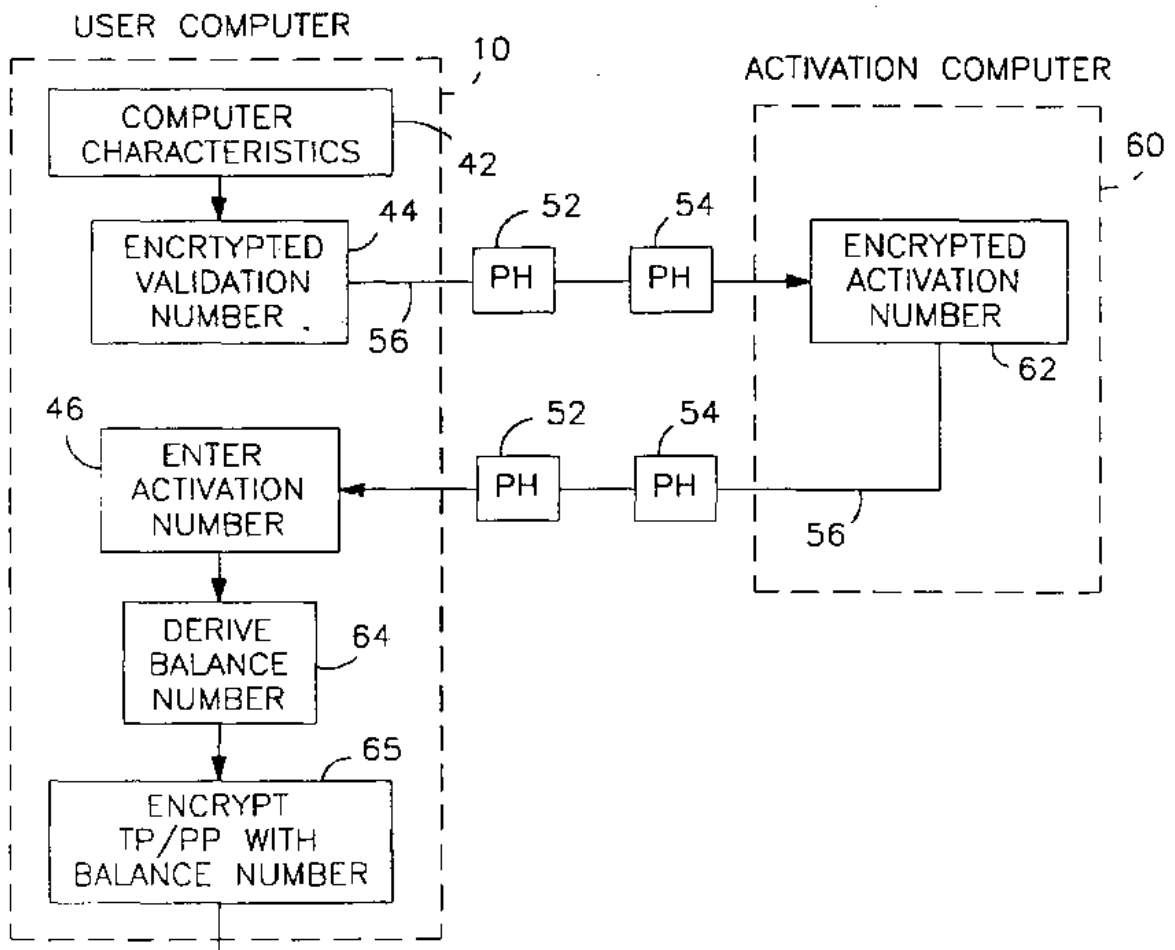 USER COMPUTER
10
ACTIVATION COMPUTER
COMPUTER
CHARACTERISTICS
42
60
44
52
54
ENCRTYPTED
VALIDATION
NUMBER
PH
PH
ENCRYPTED
ACTIVATION
NUMBER
56
62
46
52
54
ENTER
ACTIVATION
NUMBER
PH
PH
56
DERIVE
BALANCE
NUMBER
64
65
ENCRYPT
TP/PP WITH
BALANCE NUMBER